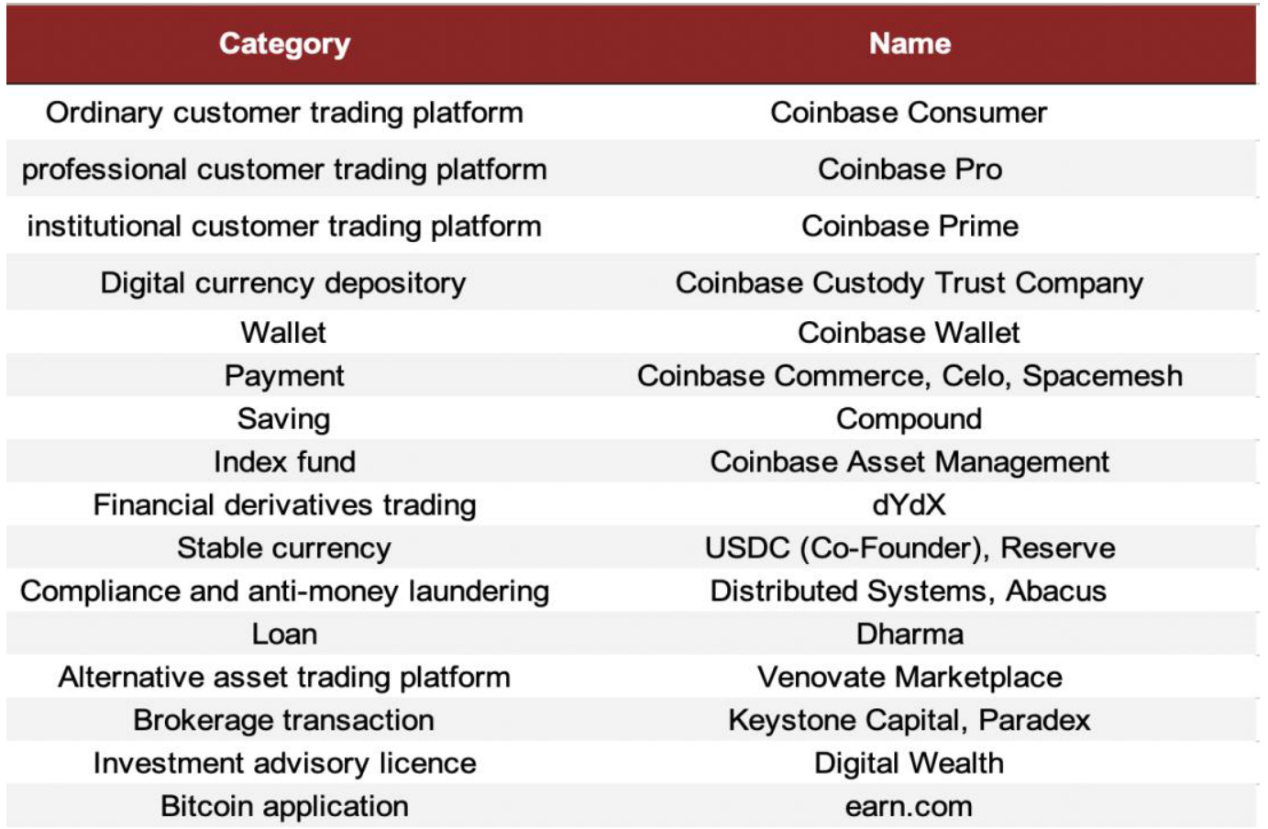 Category Name
Ordinary customer trading platform Coinbase Consumer
professional customer trading platform Coinbase Pro
institutional customer trading platform Coinbase Prime
Digital currency depository Coinbase Custody Trust Company
Wallet Coinbase Wallet
Payment Coinbase Commerce, Celo, Spacemesh
Saving Compound
Index fund Coinbase Asset Management
Financial derivatives trading dYdX
Stable currency USDC (Co-Founder), Reserve
Compliance and anti-money laundering Distributed Systems, Abacus
Loan Dharma
Alternative asset trading platform Venovate Marketplace
Brokerage transaction Keystone Capital, Paradex
Investment advisory licence Digital Wealth
Bitcoin application earn.com